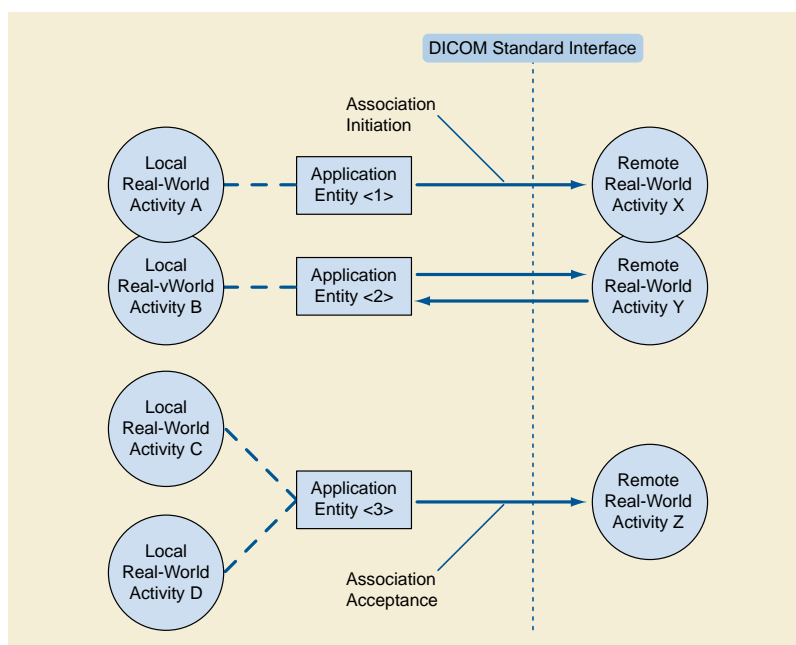 DICOM Standard Interface
Association
Initiation
Local
Real-World
Activity A
Application
Entity <1>
Remote
Real-World
Activity X
Local
Real-vWorld
Activity B
Application
Entity <2>
Remote
Real-World
Activity Y
Local
Real-World
Activity C
Application
Entity <3>
Remote
Real-World
Activity Z
Local
Real-World
Activity D
Association
Acceptance